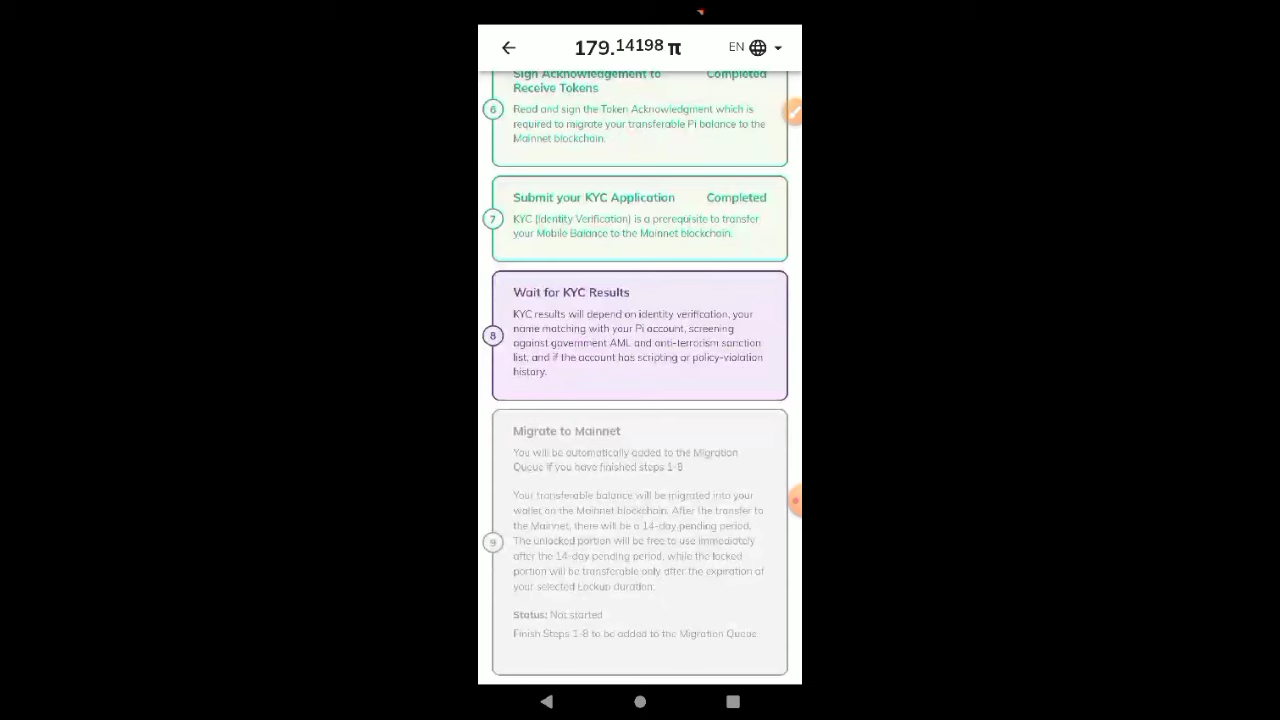 179.14198 π EN
Sign Acknowledgement to Completed
Receive Tokens
6
Read and sign the Token Acknowledgment which is
required to migrate your transferable Pi balance to the
Mainnet blockchain.
Submit your KYC Application Completed
7
KYC (Identity Verification) is a prerequisite to transfer
your Mobile Balance to the Mainnet blockchain.
Wait for KYC Results
KYC results will depend on identity verification, your
name matching with your Pi account, screening
8
against government AML and anti-terrorism sanction
list, and if the account has scripting or policy-violation
history.
Migrate to Mainnet
You will be automatically added to the Migration
Queue if you have finished steps 1-8
Your transferable balance will be migrated into your
wallet on the Mainnet blockchain. After the transfer to
the Mainnet, there will be a 14-day pending period.
9
The unlocked portion will be free to use immediately
after the 14-day pending period, while the locked
portion will be transferable only after the expiration of
your selected Lockup duration.
Status: Not started
Finish Steps 1-8 to be added to the Migration Queue